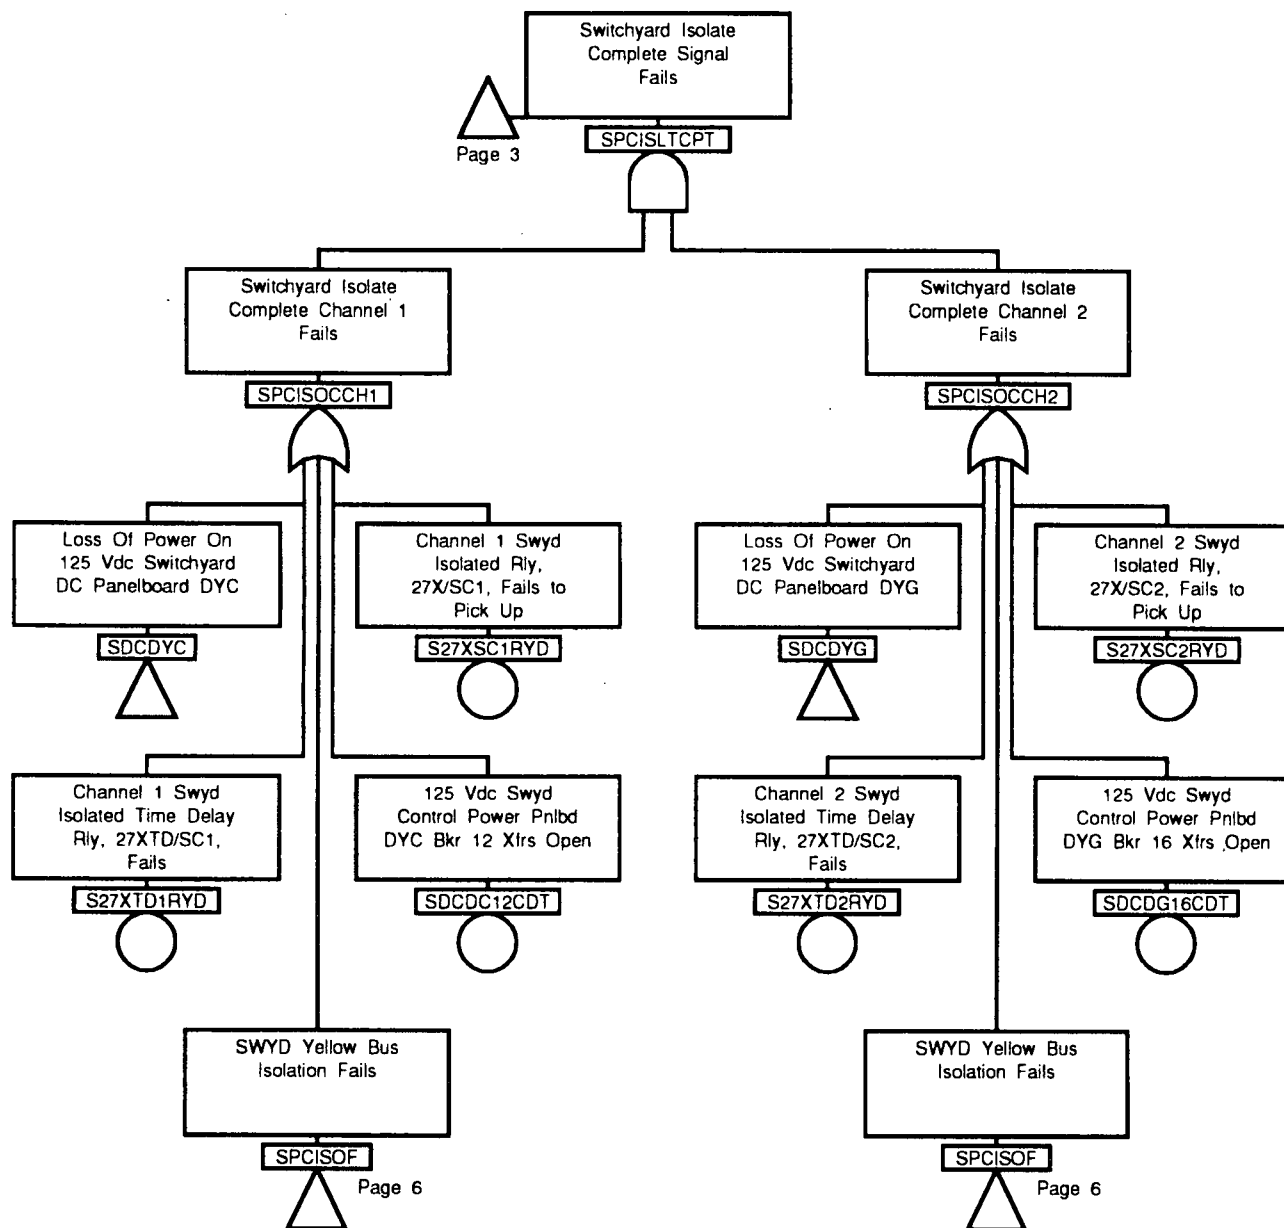 Switchyard Isolate
Complete Signal
Fails
Page 3
SPCISLTCPT
Switchyard Isolate
Complete Channel 1
Fails
SPCISOCCH1
Switchyard Isolate
Complete Channel 2
Fails
SPCISOCCH2
Loss Of Power On
125 Vdc Switchyard
DC Panelboard DYC
SDCDYC
Channel 1 Swyd
Isolated Rly,
27X/SC1, Fails to
Pick Up
S27XSC1RYD
Loss Of Power On
125 Vdc Switchyard
DC Panelboard DYG
SDCDYG
Channel 2 Swyd
Isolated Rly,
27X/SC2, Fails to
Pick Up
S27XSC2RYD
Channel 1 Swyd
Isolated Time Delay
Rly, 27XTD/SC1,
Fails
S27XTD1RYD
125 Vdc Swyd
Control Power Pnlbd
DYC Bkr 12 Xfrs Open
SDCDC12CDT
Channel 2 Swyd
Isolated Time Delay
Rly, 27XTD/SC2,
Fails
S27XTD2RYD
125 Vdc Swyd
Control Power Pnlbd
DYG Bkr 16 Xfrs Open
SDCDG16CDT
SWYD Yellow Bus
Isolation Fails
SPCISOF
Page 6
SWYD Yellow Bus
Isolation Fails
SPCISOF
Page 6